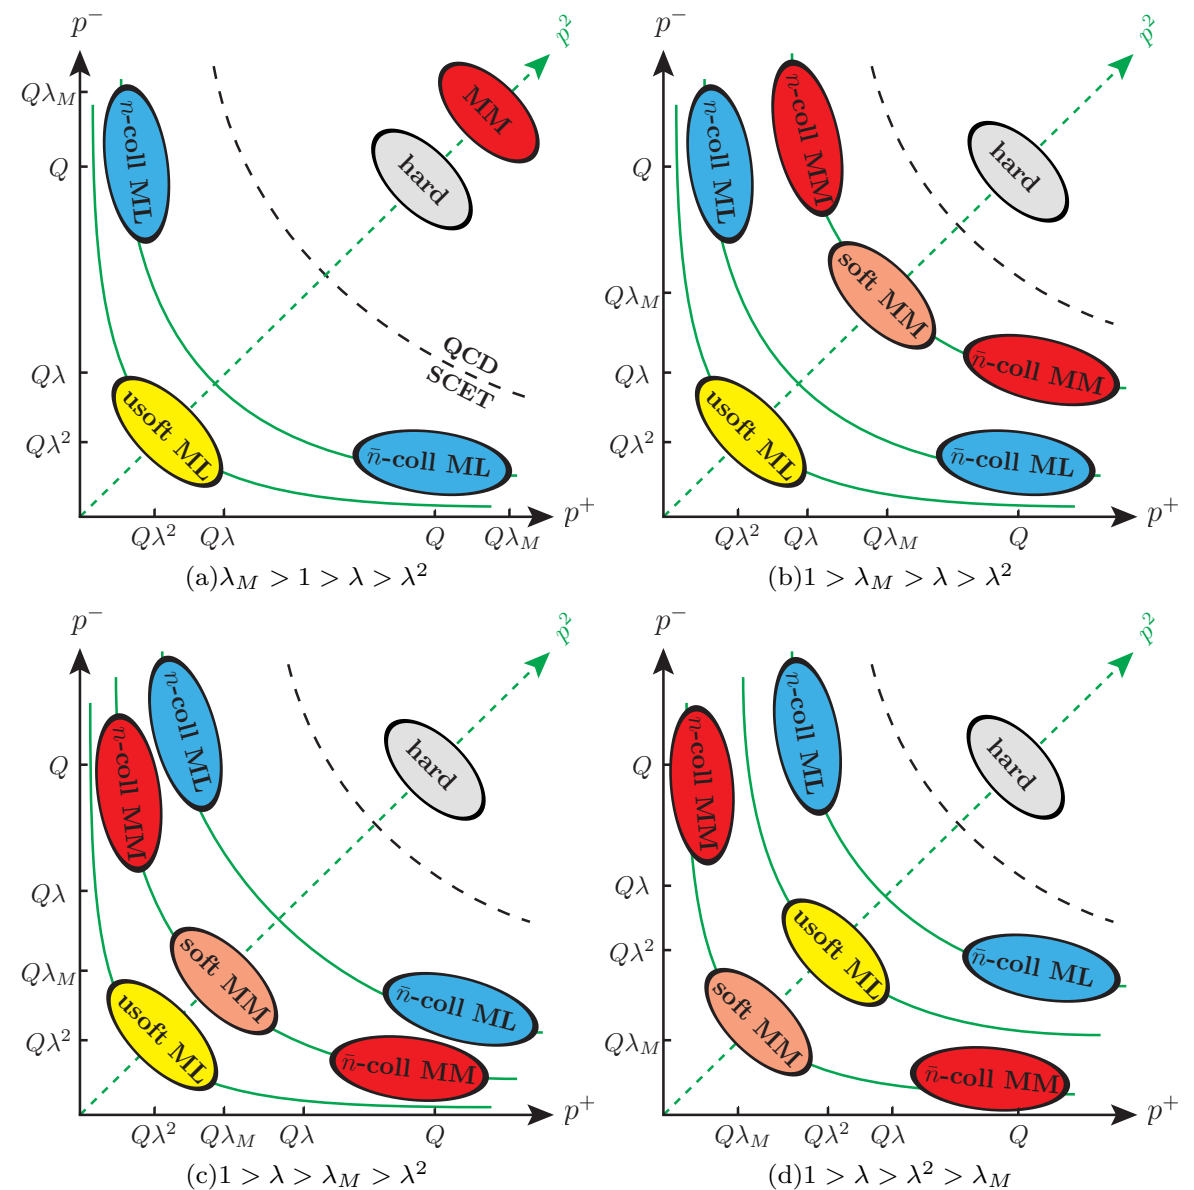 p⁻
p²
Qλ_M
Q
Qλ
Qλ²
n-coll ML
MM
hard
QCD
SCET
usoft ML
n̄-coll ML
p⁺
Qλ² Qλ Q Qλ_M
(a)λ_M > 1 > λ > λ²
p⁻
p²
Q
Qλ_M
Qλ
Qλ²
n-coll ML
n-coll MM
hard
soft MM
n̄-coll MM
usoft ML
n̄-coll ML
p⁺
Qλ² Qλ Qλ_M Q
(b)1 > λ_M > λ > λ²
p⁻
p²
Q
Qλ
Qλ_M
Qλ²
n-coll MM
n-coll ML
hard
soft MM
usoft ML
n̄-coll ML
n̄-coll MM
p⁺
Qλ² Qλ_M Qλ Q
(c)1 > λ > λ_M > λ²
p⁻
p²
Q
Qλ
Qλ²
Qλ_M
n-coll MM
n-coll ML
hard
usoft ML
soft MM
n̄-coll ML
n̄-coll MM
p⁺
Qλ_M Qλ² Qλ Q
(d)1 > λ > λ² > λ_M